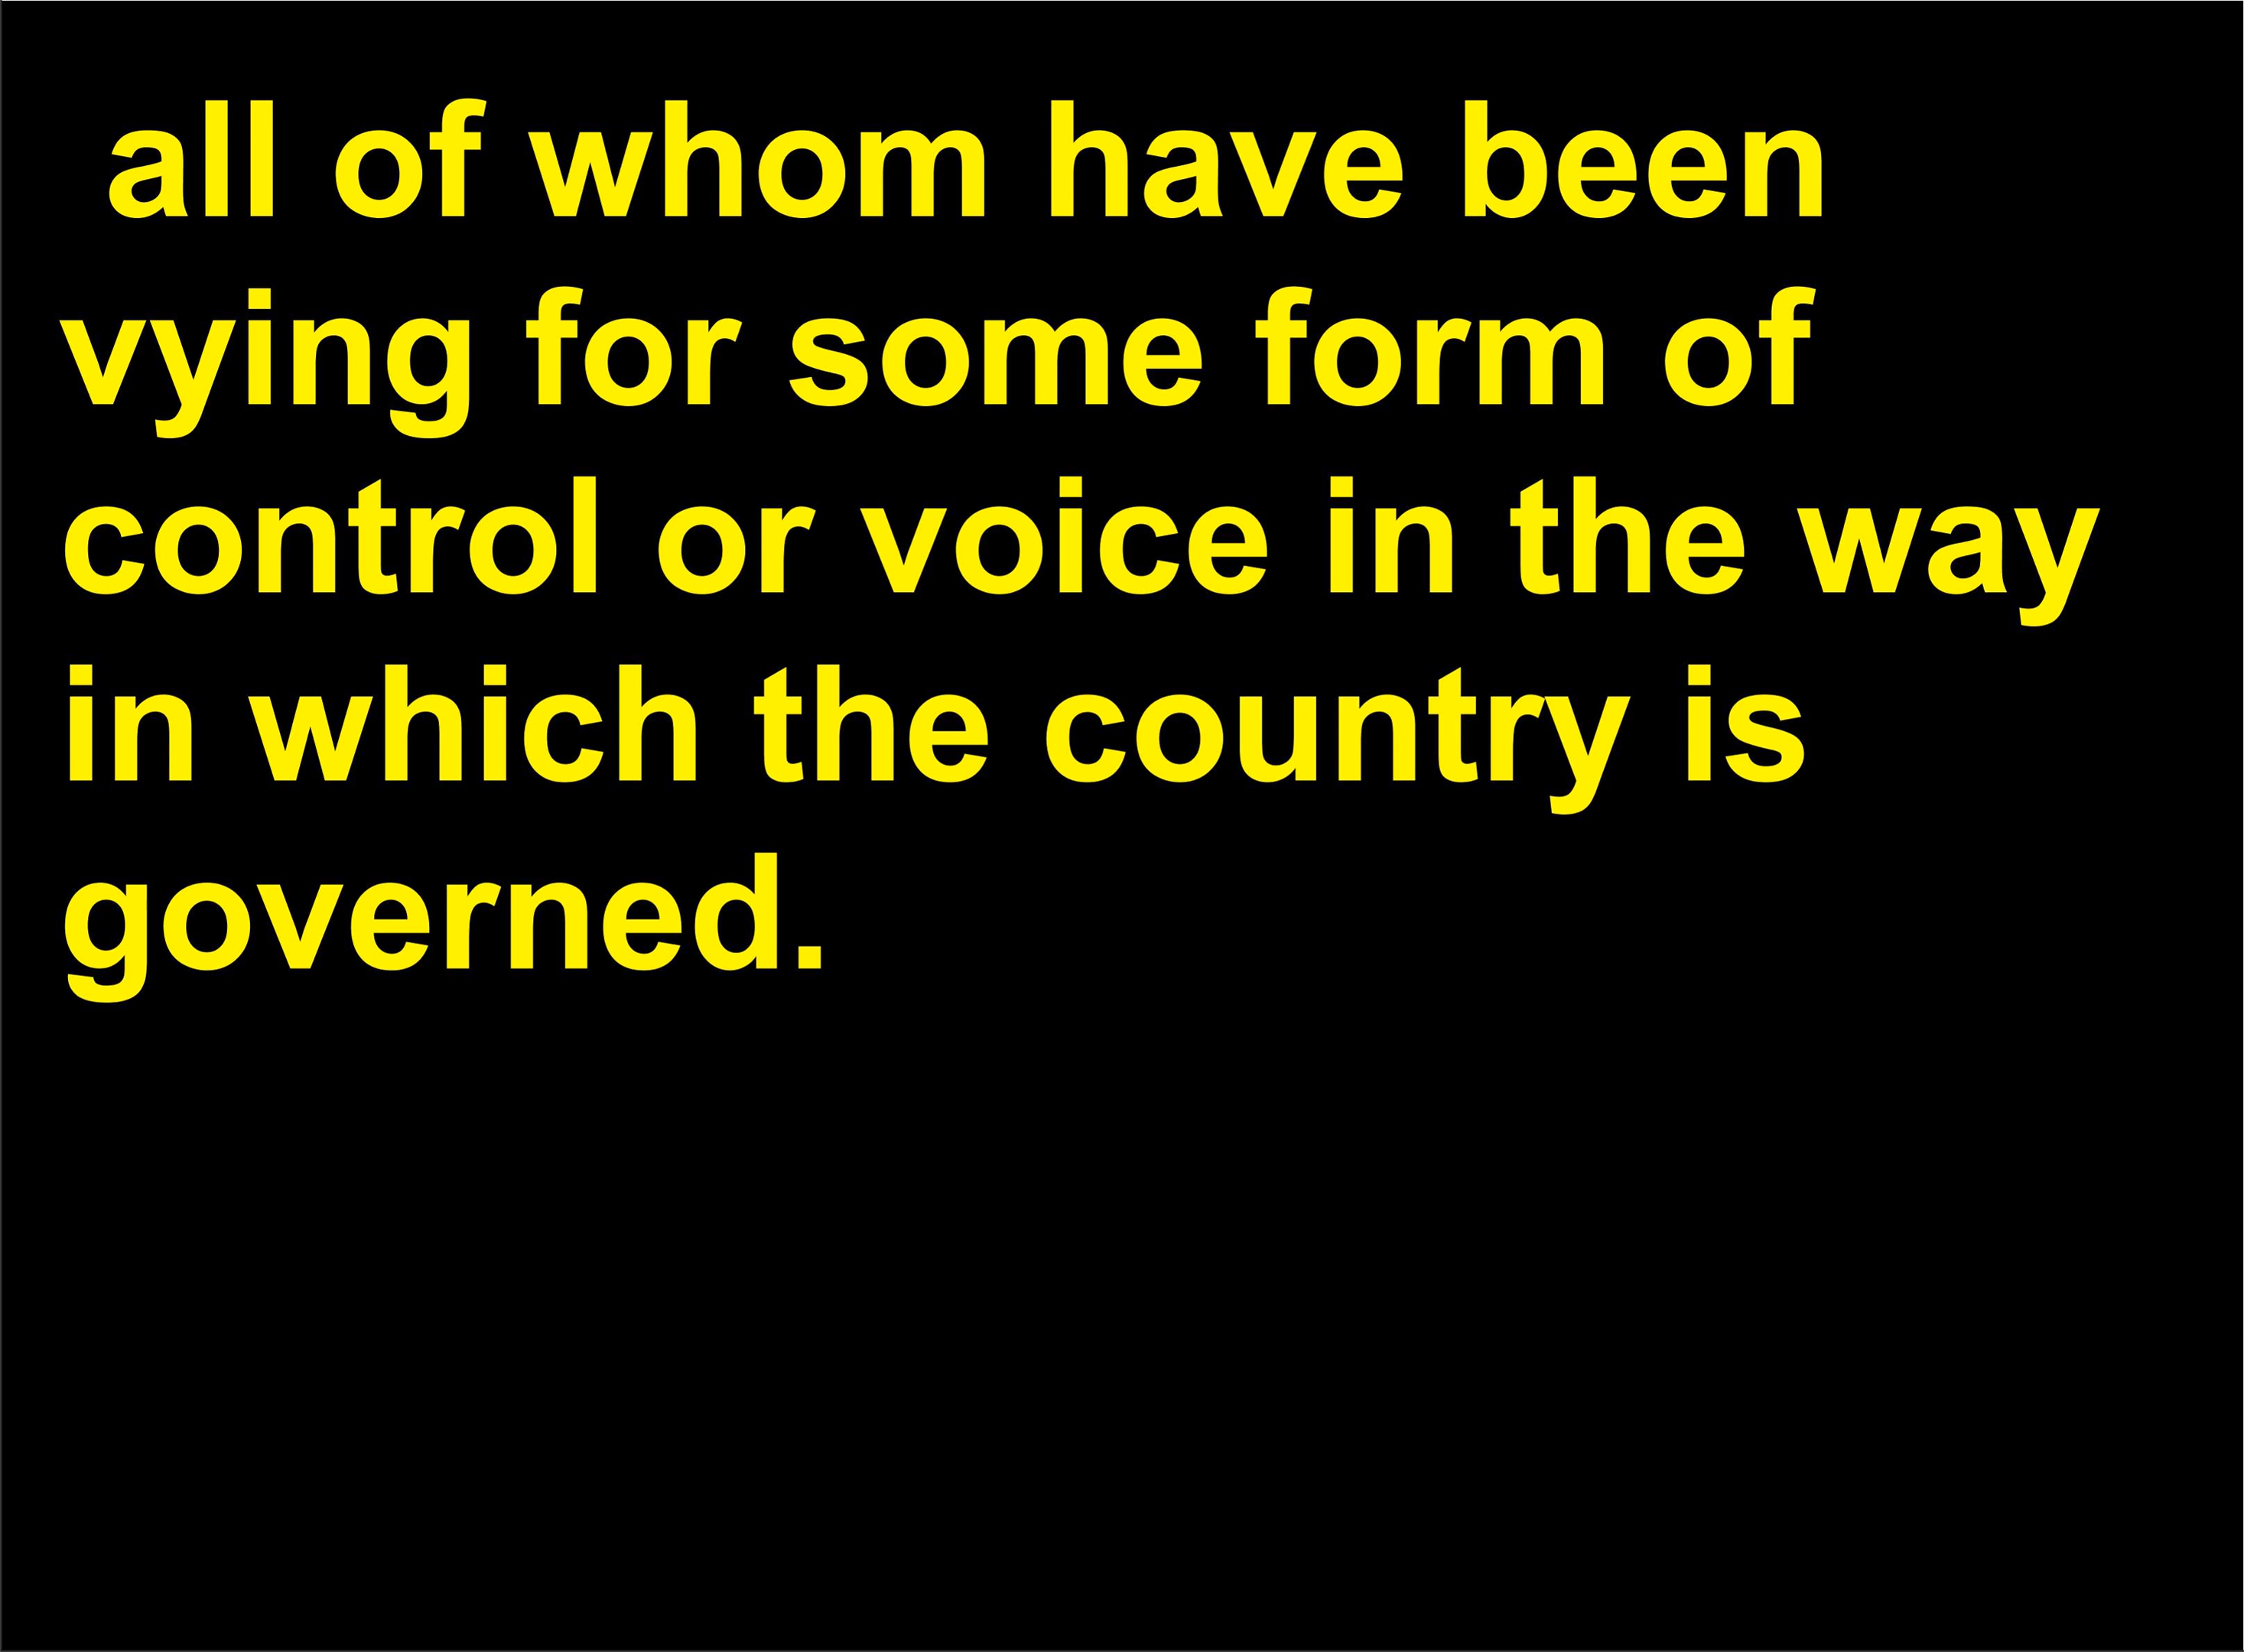 all of whom have been
vying for some form of
control or voice in the way
in which the country is
governed.